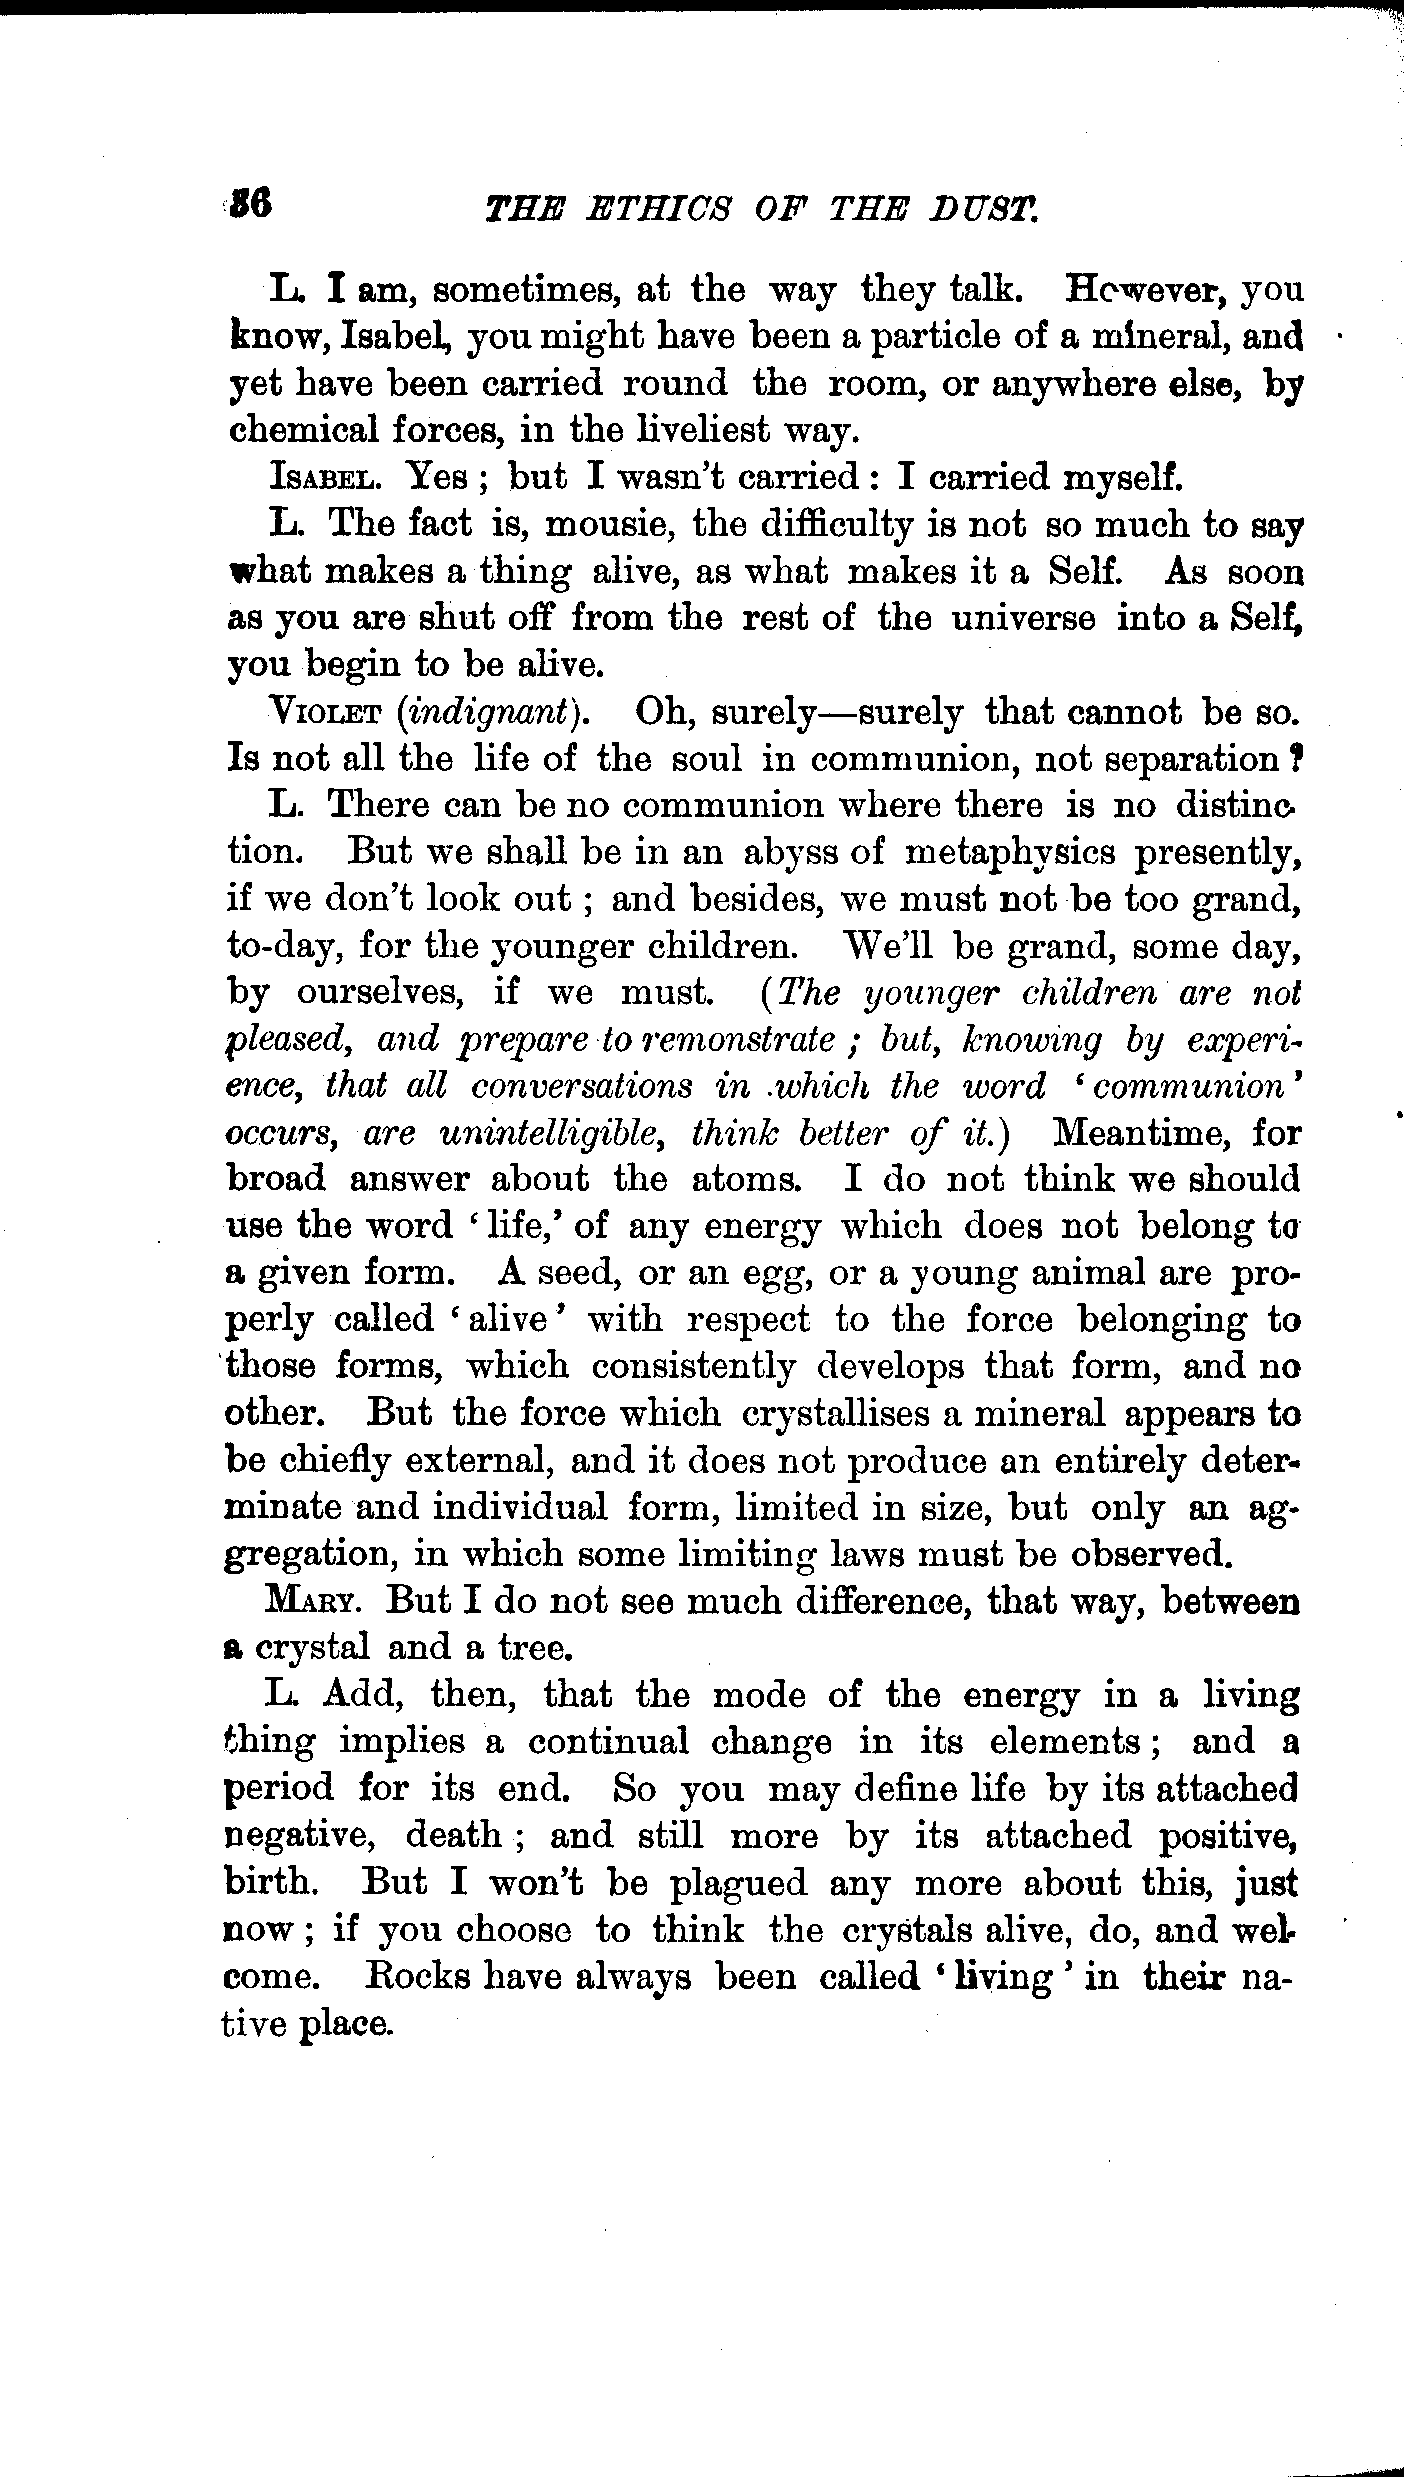 36 THE ETHICS OF THE DUST.
L. I am, sometimes, at the way they talk. However, you
know, Isabel, you might have been a particle of a mineral, and
yet have been carried round the room, or anywhere else, by
chemical forces, in the liveliest way.
ISABEL. Yes; but I wasn't carried: I carried myself.
L. The fact is, mousie, the difficulty is not so much to say
what makes a thing alive, as what makes it a Self. As soon
as you are shut off from the rest of the universe into a Self,
you begin to be alive.
VIOLET (indignant). Oh, surely—surely that cannot be so.
Is not all the life of the soul in communion, not separation?
L. There can be no communion where there is no distinc-
tion. But we shall be in an abyss of metaphysics presently,
if we don't look out; and besides, we must not be too grand,
to-day, for the younger children. We'll be grand, some day,
by ourselves, if we must. (The younger children are not
pleased, and prepare to remonstrate; but, knowing by experi-
ence, that all conversations in which the word 'communion'
occurs, are unintelligible, think better of it.) Meantime, for
broad answer about the atoms. I do not think we should
use the word 'life,' of any energy which does not belong to
a given form. A seed, or an egg, or a young animal are pro-
perly called 'alive' with respect to the force belonging to
those forms, which consistently develops that form, and no
other. But the force which crystallises a mineral appears to
be chiefly external, and it does not produce an entirely deter-
minate and individual form, limited in size, but only an ag-
gregation, in which some limiting laws must be observed.
MARY. But I do not see much difference, that way, between
a crystal and a tree.
L. Add, then, that the mode of the energy in a living
thing implies a continual change in its elements; and a
period for its end. So you may define life by its attached
negative, death; and still more by its attached positive,
birth. But I won't be plagued any more about this, just
now; if you choose to think the crystals alive, do, and wel-
come. Rocks have always been called 'living' in their na-
tive place.